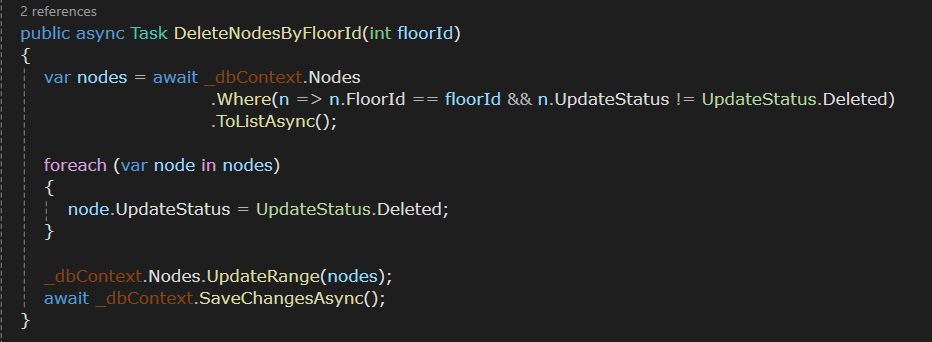 2 references
public async Task DeleteNodesByFloorId(int floorId)
{
var nodes = await _dbContext.Nodes
.Where(n => n.FloorId == floorId && n.UpdateStatus != UpdateStatus.Deleted)
.ToListAsync();
foreach (var node in nodes)
{
node.UpdateStatus = UpdateStatus.Deleted;
}
_dbContext.Nodes.UpdateRange(nodes);
await _dbContext.SaveChangesAsync();
}